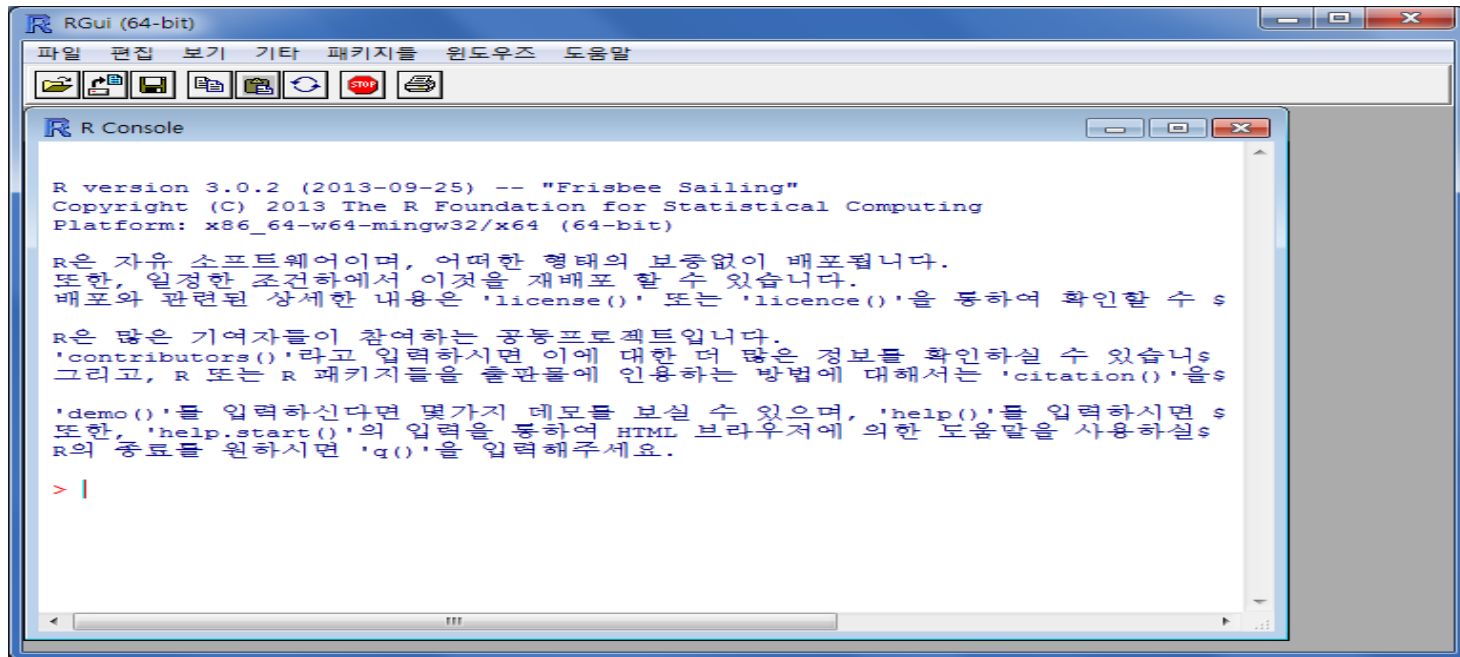 RGui (64-bit)
파일 편집 보기 기타 패키지들 윈도우즈 도움말
STOP
R Console
R version 3.0.2 (2013-09-25) -- "Frisbee Sailing"
Copyright (C) 2013 The R Foundation for Statistical Computing
Platform: x86_64-w64-mingw32/x64 (64-bit)
R은 자유 소프트웨어이며, 어떠한 형태의 보증없이 배포됩니다.
또한, 일정한 조건하에서 이것을 재배포 할 수 있습니다.
배포와 관련된 상세한 내용은 'license()' 또는 'licence()'을 통하여 확인할 수 $
R은 많은 기여자들이 참여하는 공동프로젝트입니다.
'contributors()'라고 입력하시면 이에 대한 더 많은 정보를 확인하실 수 있습니$
그리고, R 또는 R 패키지들을 출판물에 인용하는 방법에 대해서는 'citation()'을$
'demo()'를 입력하신다면 몇가지 데모를 보실 수 있으며, 'help()'를 입력하시면 $
또한, 'help.start()'의 입력을 통하여 HTML 브라우저에 의한 도움말을 사용하실$
R의 종료를 원하시면 'q()'을 입력해주세요.
>